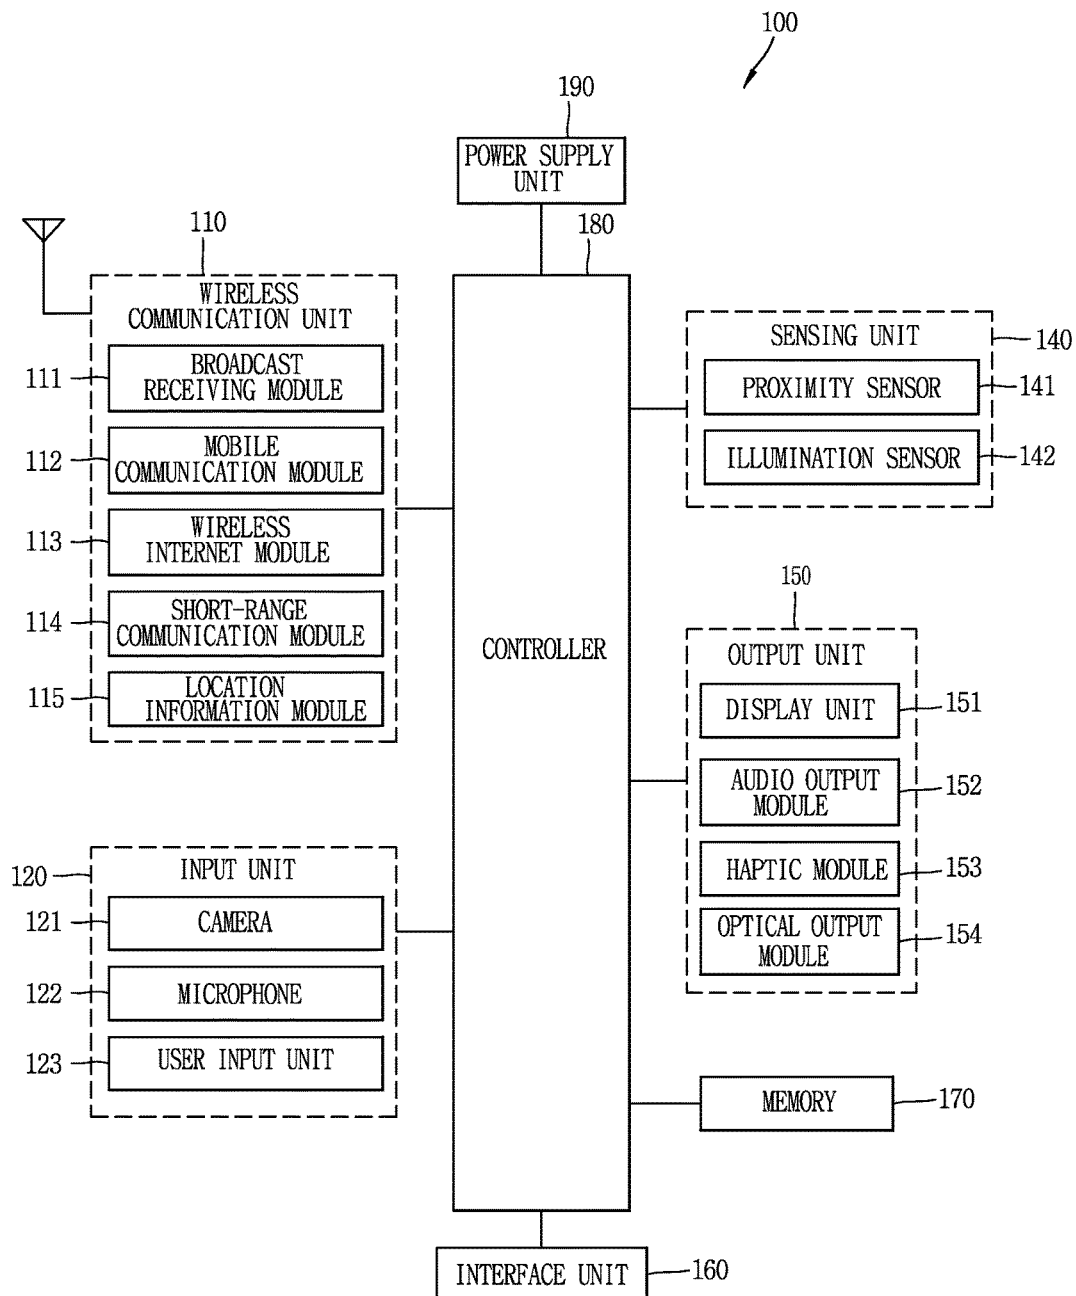 100
190
POWER SUPPLY
UNIT
110
180
WIRELESS
COMMUNICATION UNIT
111
BROADCAST
RECEIVING MODULE
112
MOBILE
COMMUNICATION MODULE
113
WIRELESS
INTERNET MODULE
114
SHORT-RANGE
COMMUNICATION MODULE
115
LOCATION
INFORMATION MODULE
120
INPUT UNIT
121
CAMERA
122
MICROPHONE
123
USER INPUT UNIT
CONTROLLER
SENSING UNIT
140
PROXIMITY SENSOR
141
ILLUMINATION SENSOR
142
150
OUTPUT UNIT
DISPLAY UNIT
151
AUDIO OUTPUT
MODULE
152
HAPTIC MODULE
153
OPTICAL OUTPUT
MODULE
154
MEMORY
170
INTERFACE UNIT
160